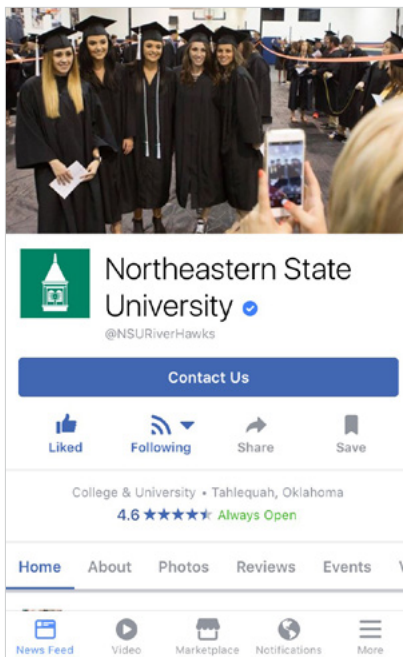 Northeastern State
University
@NSURiverHawks
Contact Us
Liked Following Share Save
College & University • Tahlequah, Oklahoma
4.6 ★★★★★ Always Open
Home About Photos Reviews Events
News Feed Video Marketplace Notifications More